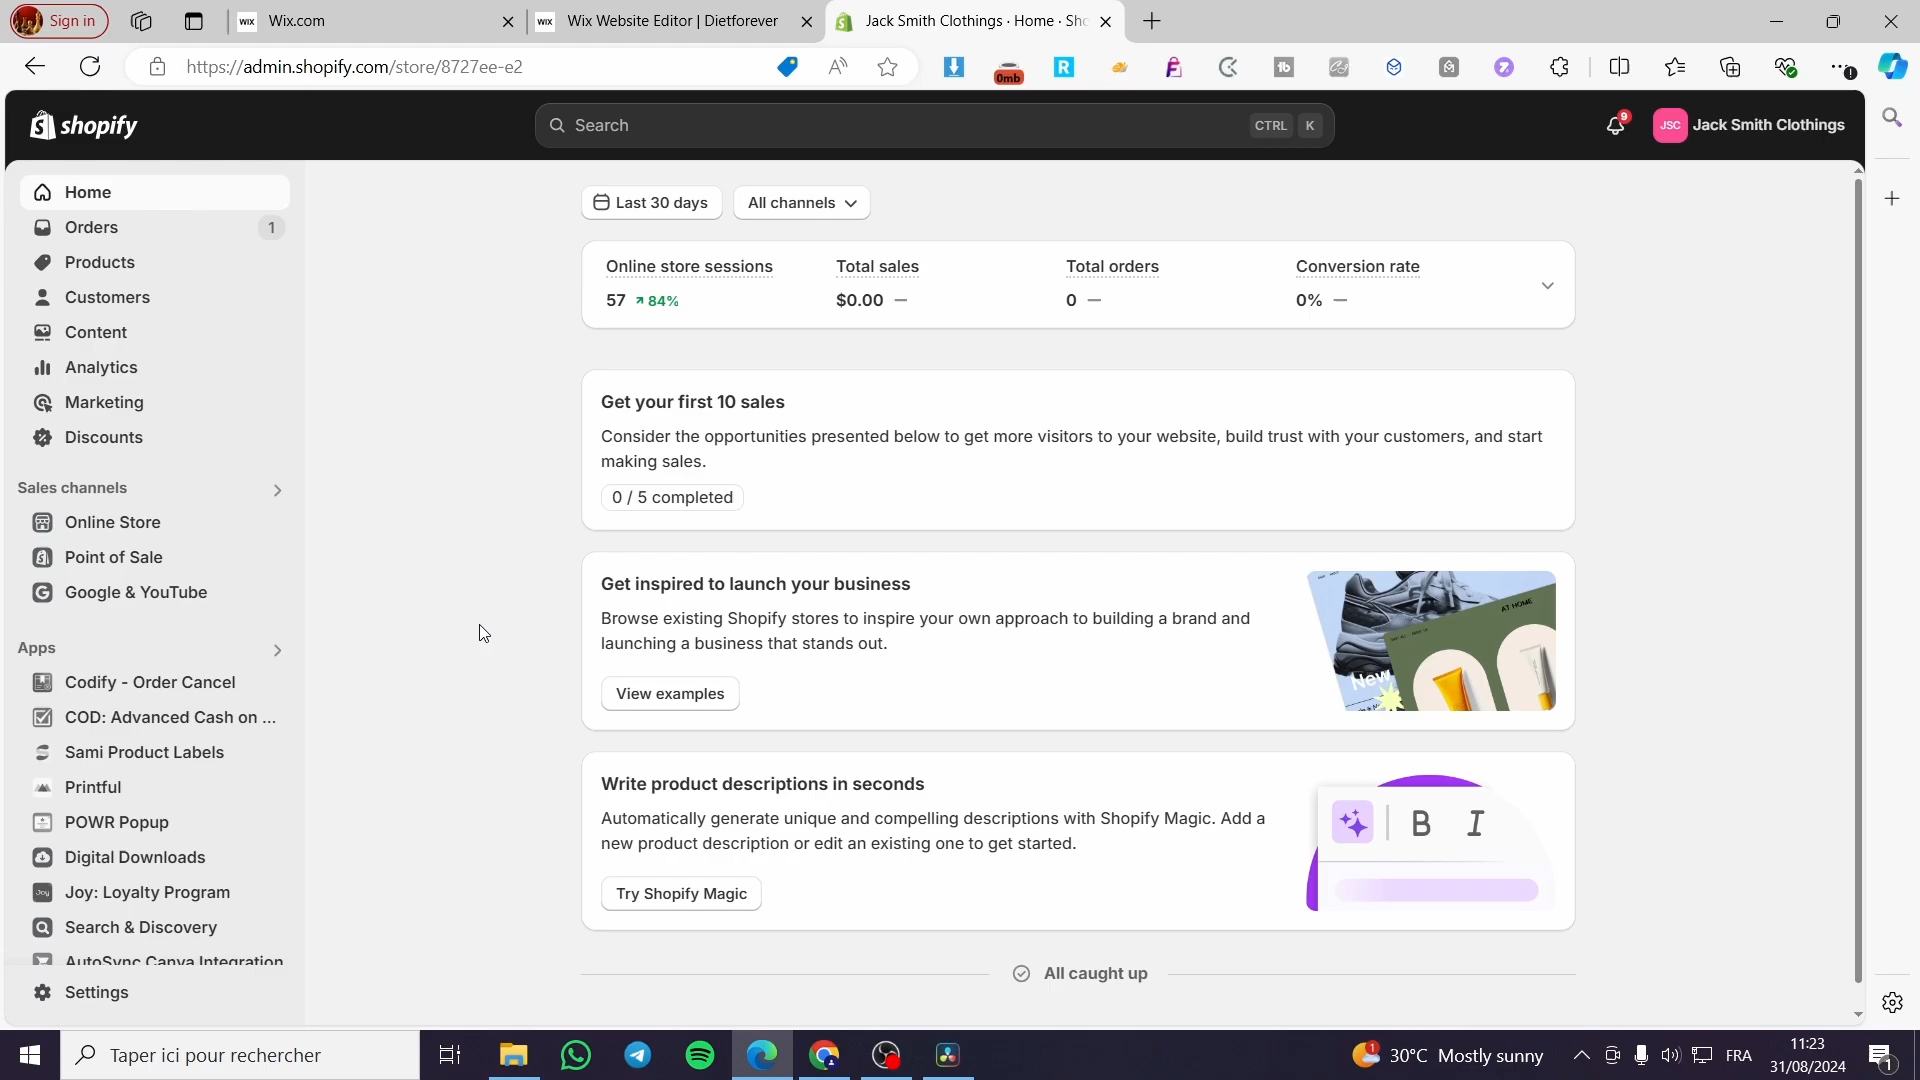 Sign in
Wix.com
Wix Website Editor | Dietforever
Jack Smith Clothings · Home · Sho
https://admin.shopify.com/store/8727ee-e2
0mb
shopify
Search
CTRL K
9
JSC
Jack Smith Clothings
Home
Orders
1
Products
Customers
Content
Analytics
Marketing
Discounts
Sales channels
Online Store
Point of Sale
Google & YouTube
Apps
Codify - Order Cancel
COD: Advanced Cash on ...
Sami Product Labels
Printful
POWR Popup
Digital Downloads
Joy: Loyalty Program
Search & Discovery
AutoSync Canva Integration
Settings
Last 30 days
All channels
Online store sessions
57 84%
Total sales
$0.00 —
Total orders
0 —
Conversion rate
0% —
Get your first 10 sales
Consider the opportunities presented below to get more visitors to your website, build trust with your customers, and start
making sales.
0 / 5 completed
Get inspired to launch your business
Browse existing Shopify stores to inspire your own approach to building a brand and
launching a business that stands out.
View examples
AT HOME
New
Write product descriptions in seconds
Automatically generate unique and compelling descriptions with Shopify Magic. Add a
new product description or edit an existing one to get started.
Try Shopify Magic
B I
All caught up
Taper ici pour rechercher
1
30°C Mostly sunny
FRA
11:23
31/08/2024
1